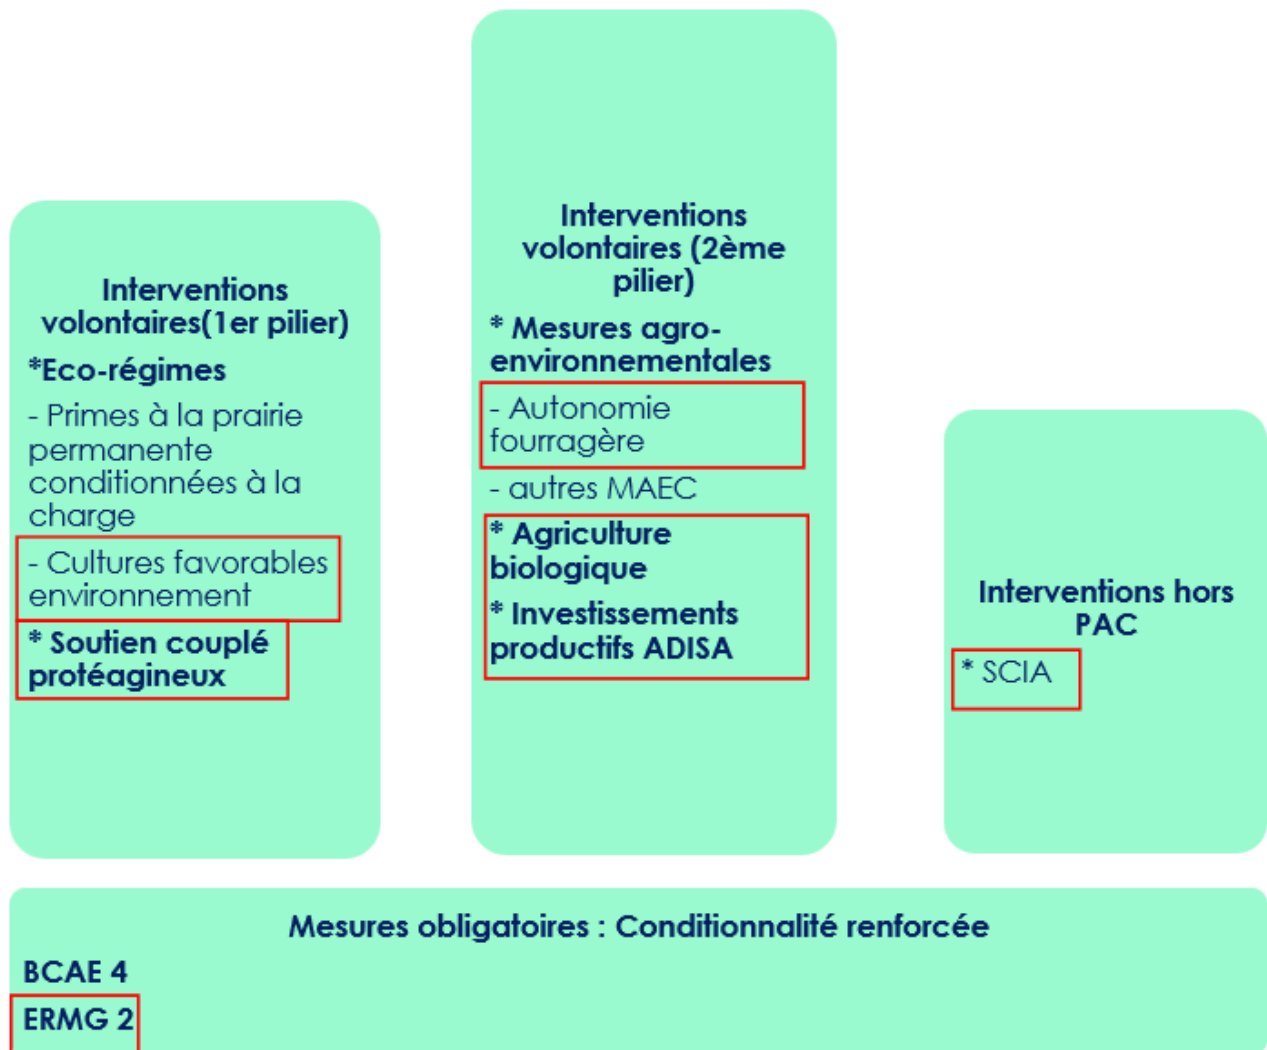 Interventions
volontaires(1er pilier)
*Eco-régimes
- Primes à la prairie
permanente
conditionnées à la
charge
- Cultures favorables
environnement
* Soutien couplé
protéagineux
Interventions
volontaires (2ème
pilier)
* Mesures agro-
environnementales
- Autonomie
fourragère
- autres MAEC
* Agriculture
biologique
* Investissements
productifs ADISA
Interventions hors
PAC
* SCIA
Mesures obligatoires : Conditionnalité renforcée
BCAE 4
ERMG 2